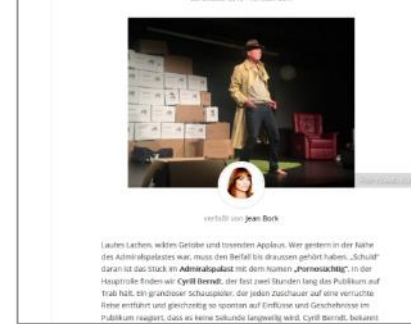 verfaßt von Jean Bork
Lautes Lachen, wildes Getobe und tosenden Applaus. Wer gestern in der Nähe
des Admiralspalastes war, muss den Beifall bis draussen gehört haben. „Schuld“
daran ist das Stück im Admiralspalast mit dem Namen „Pornosüchtig“. In der
Hauptrolle finden wir Cyrill Berndt, der fast zwei Stunden lang das Publikum auf
Trab hält. Ein grandioser Schauspieler, der jeden Zuschauer auf eine verruchte
Reise entführt und gleichzeitig so spontan auf Einflüsse und Geschehnisse im
Publikum reagiert, dass es keine Sekunde langweilig wird. Cyrill Berndt, bekannt